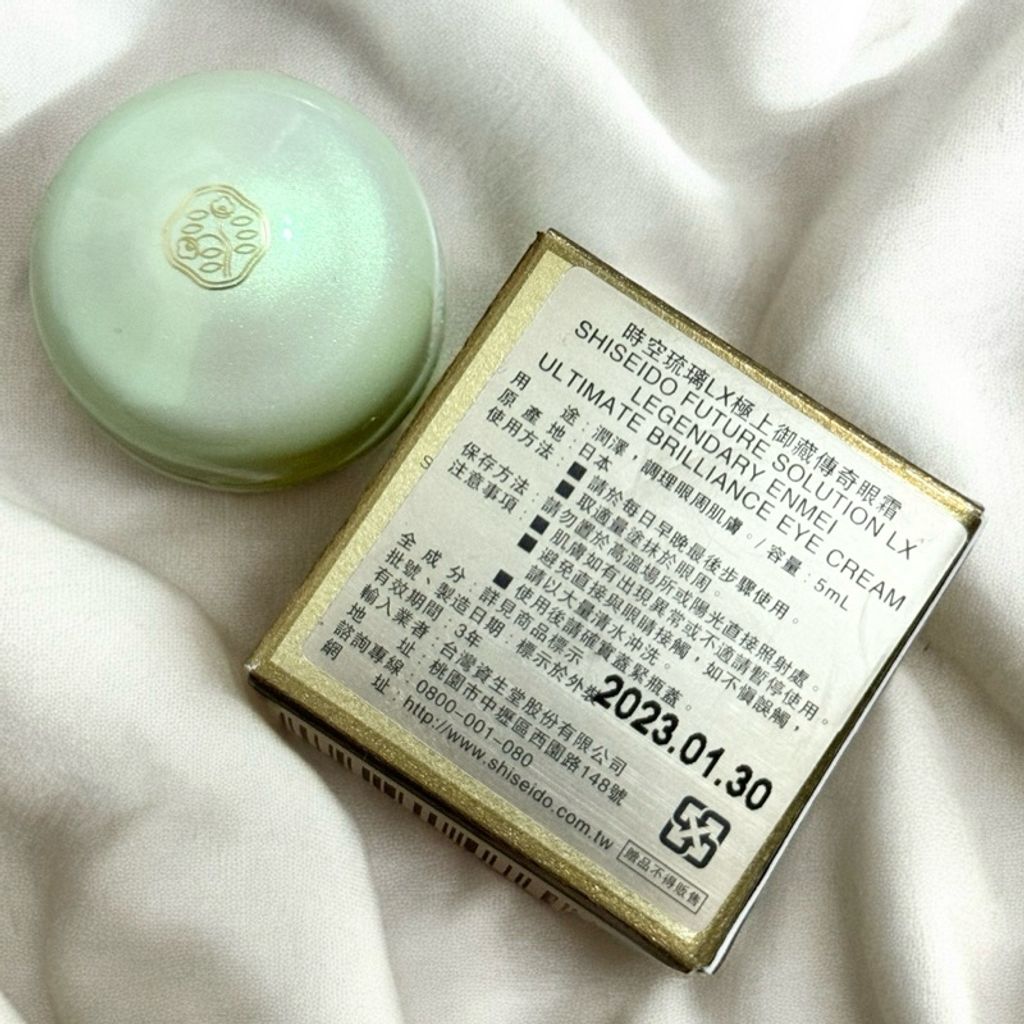 時空琉璃LX極上御藏傳奇眼霜
SHISEIDO FUTURE SOLUTION LX
LEGENDARY ENMEI
ULTIMATE BRILLIANCE EYE CREAM
用途：潤澤，調理眼周肌膚。/容量：5mL
原產地：日本
使用方法：■請於每日早晚最後步驟使用。
■取適量塗抹於眼周。
保存方法：請勿置於高溫場所或陽光直接照射處。
注意事項：■肌膚如有出現異常或不適請暫停使用。
■避免直接與眼睛接觸，如不慎誤觸，
請以大量清水沖洗。
■使用後請確實蓋緊瓶蓋。
全成分：詳見商品標示
批號、製造日期：標示於外
2023.01.30
有效期間：3年
輸入業者：台灣資生堂股份有限公司
地址：桃園市中壢區西園路148號
諮詢專線：0800-001-080
網址：http://www.shiseido.com.tw
贈品不得販售